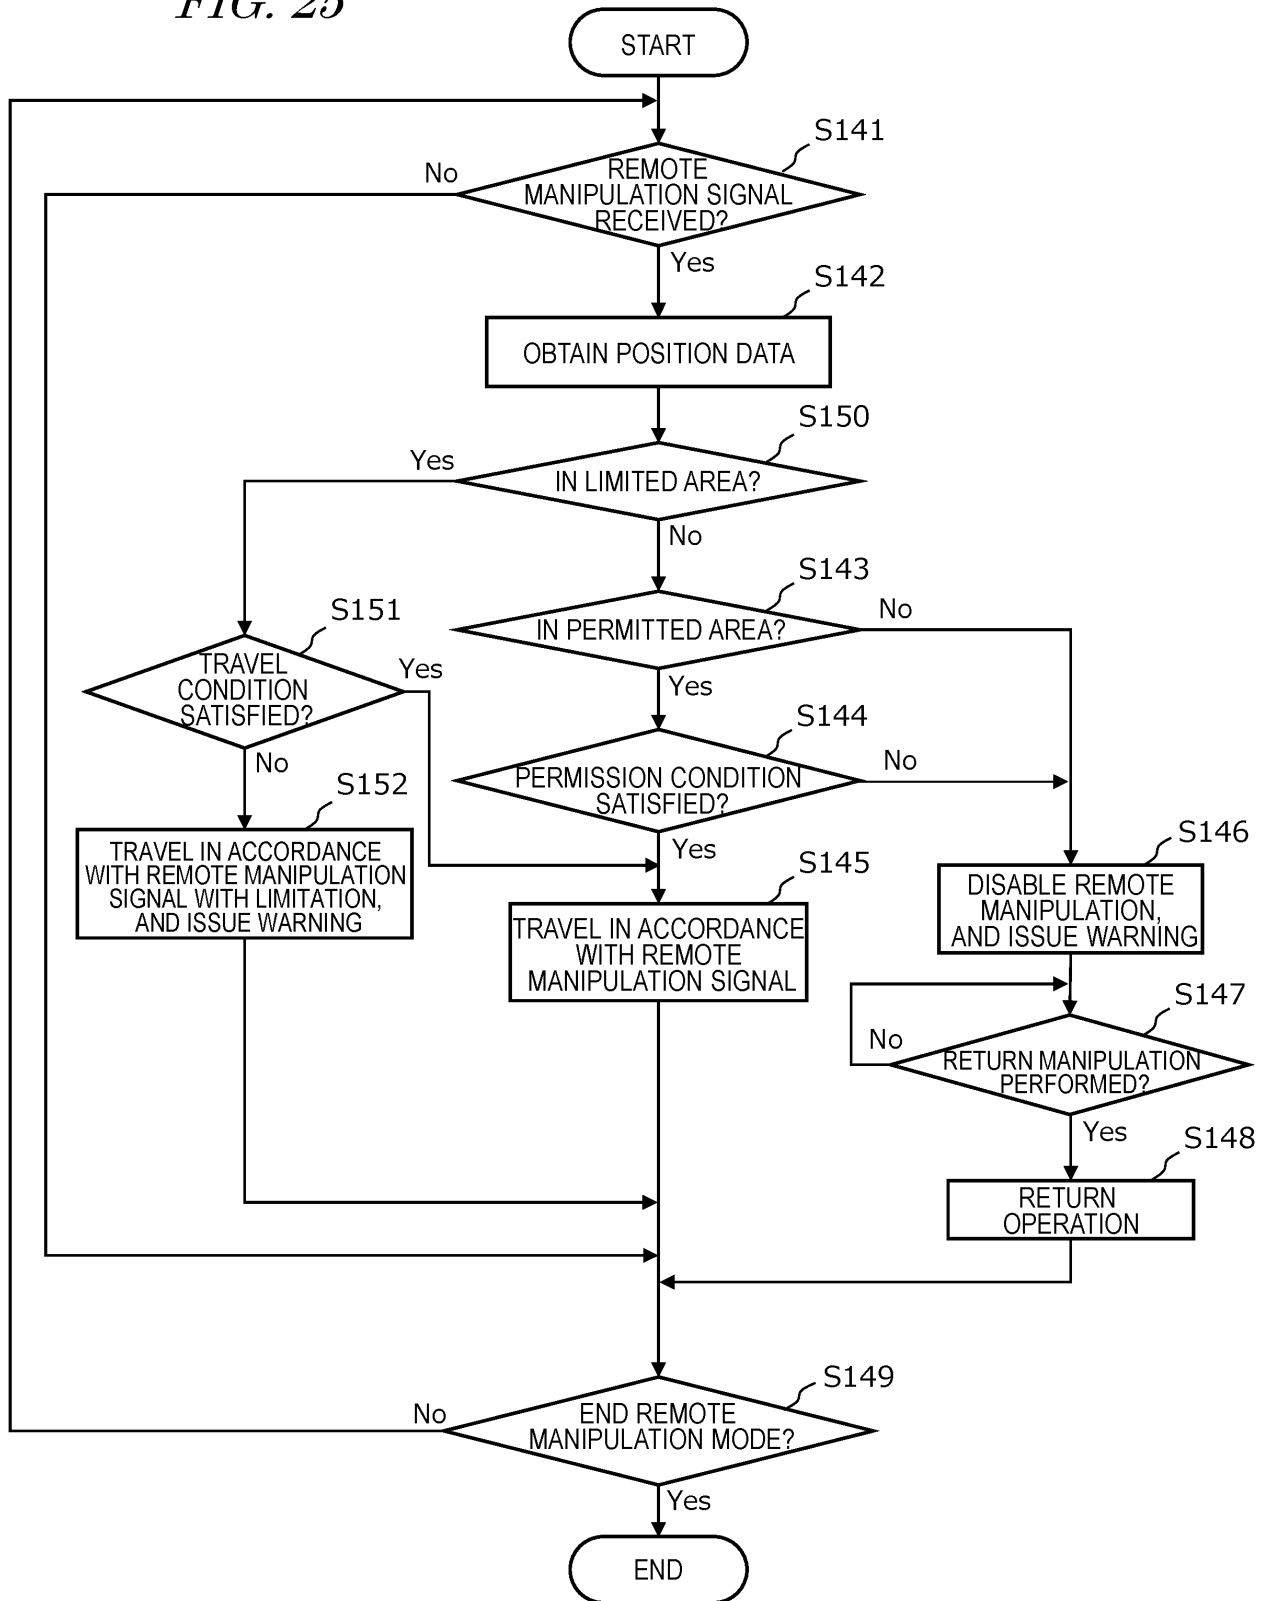 FIG. 25
START
S141
No
REMOTE
MANIPULATION SIGNAL
RECEIVED?
Yes
S142
OBTAIN POSITION DATA
S150
Yes
IN LIMITED AREA?
No
S143
No
IN PERMITTED AREA?
Yes
S151
TRAVEL
CONDITION
SATISFIED?
Yes
No
S144
No
PERMISSION CONDITION
SATISFIED?
Yes
S152
TRAVEL IN ACCORDANCE
WITH REMOTE MANIPULATION
SIGNAL WITH LIMITATION,
AND ISSUE WARNING
S145
TRAVEL IN ACCORDANCE
WITH REMOTE
MANIPULATION SIGNAL
S146
DISABLE REMOTE
MANIPULATION,
AND ISSUE WARNING
S147
No
RETURN MANIPULATION
PERFORMED?
Yes
S148
RETURN
OPERATION
S149
No
END REMOTE
MANIPULATION MODE?
Yes
END